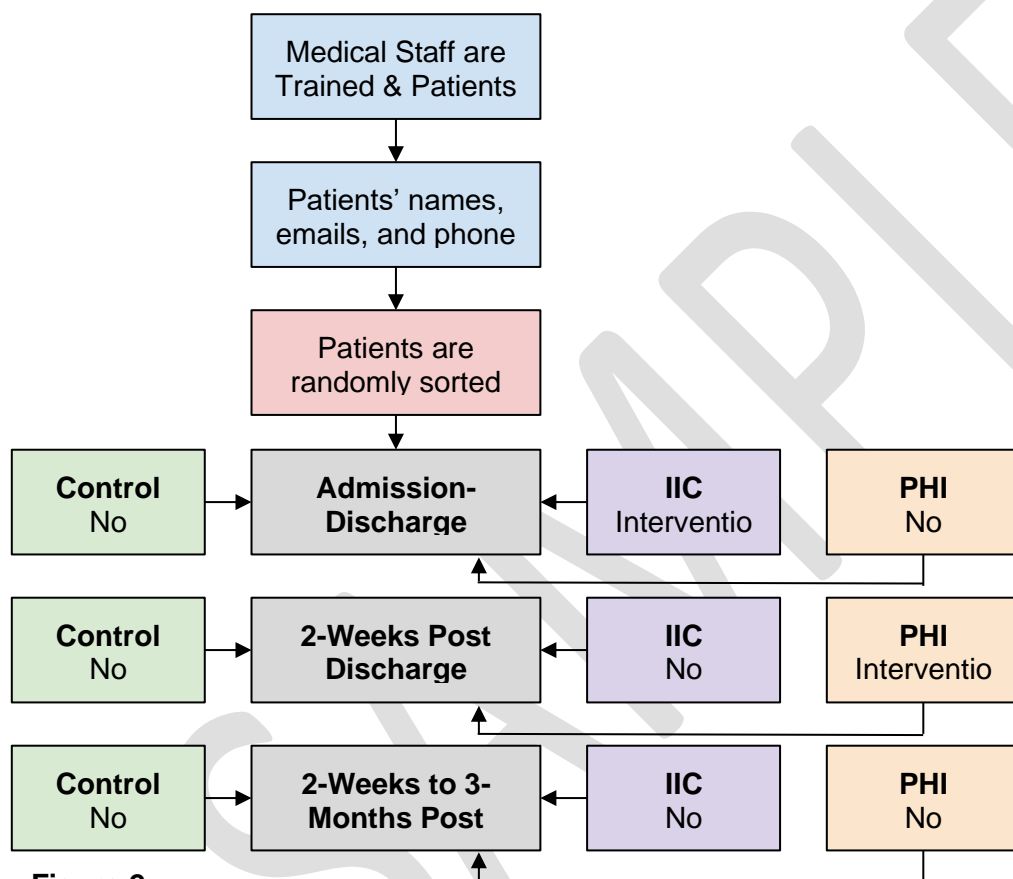 Medical Staff are
Trained & Patients
Patients' names,
emails, and phone
Patients are
randomly sorted
Control
No
Admission-
Discharge
IIC
Interventio
PHI
No
Control
No
2-Weeks Post
Discharge
IIC
No
PHI
Interventio
Control
No
2-Weeks to 3-
Months Post
IIC
No
PHI
No
SAMPLE